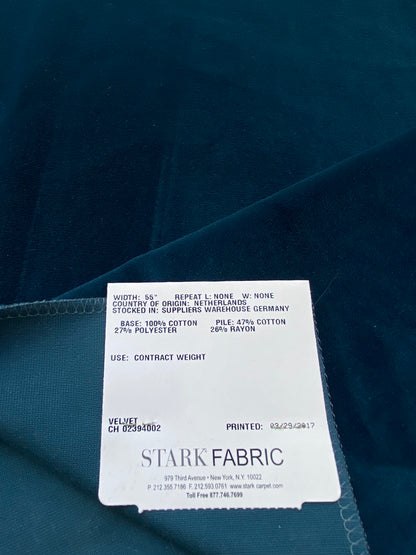 WIDTH: 55" REPEAT L: NONE W: NONE
COUNTRY OF ORIGIN: NETHERLANDS
STOCKED IN: SUPPLIERS WAREHOUSE GERMANY
BASE: 100% COTTON PILE: 47% COTTON
27% POLYESTER 26% RAYON
USE: CONTRACT WEIGHT
VELVET
CH 02394002 PRINTED: 03/29/2017
STARK FABRIC
979 Third Avenue • New York, N.Y. 10022
P. 212.355.7186 F. 212.593.0761 www.starkcarpet.com
Toll Free 877.746.7699